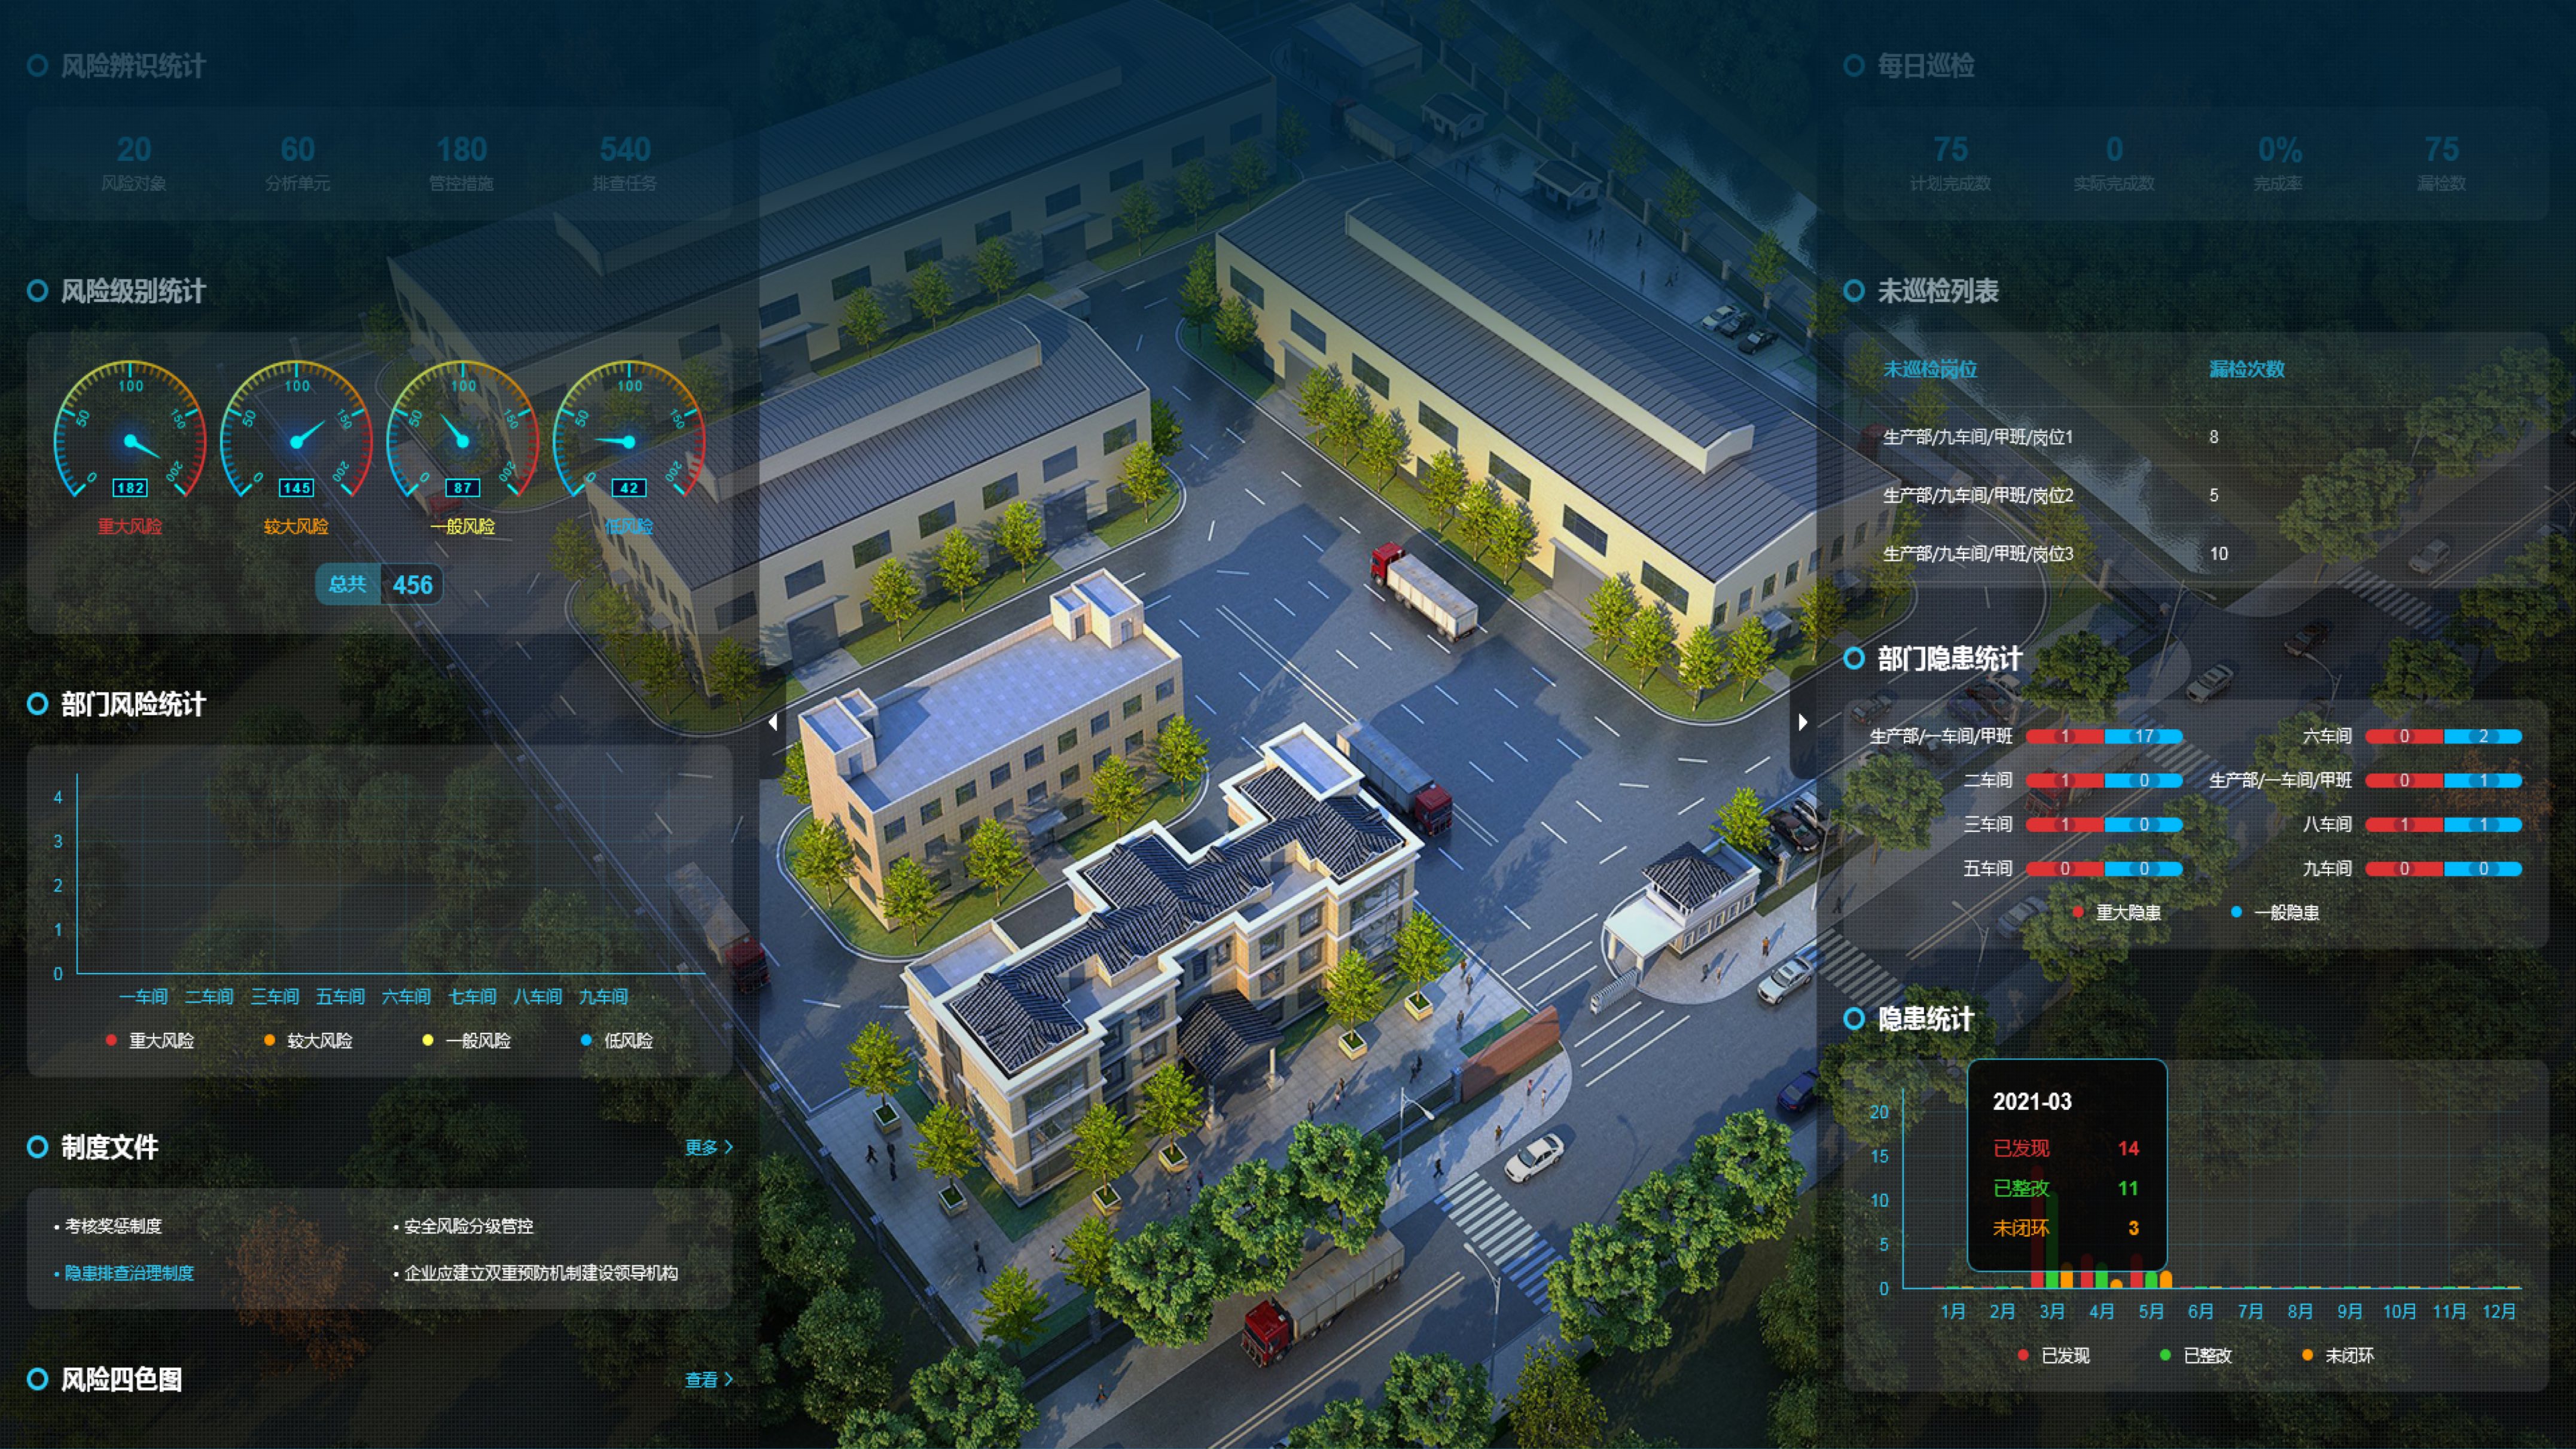 风险辨识统计
20 60 180 540
风险对象 分析单元 管控措施 排查任务
风险级别统计
0 50 100 150 200 182
0 50 100 150 200 145
0 50 100 150 200 87
0 50 100 150 200 42
重大风险 较大风险 一般风险 低风险
总共 456
部门风险统计
4
3
2
1
0
一车间 二车间 三车间 五车间 六车间 七车间 八车间 九车间
重大风险 较大风险 一般风险 低风险
制度文件 更多
• 考核奖惩制度 • 安全风险分级管控
• 隐患排查治理制度 • 企业应建立双重预防机制建设领导机构
风险四色图 查看
每日巡检
75 0 0% 75
计划完成数 实际完成数 完成率 漏检数
未巡检列表
未巡检岗位 漏检次数
生产部/九车间/甲班/岗位1 8
生产部/九车间/甲班/岗位2 5
生产部/九车间/甲班/岗位3 10
部门隐患统计
生产部/一车间/甲班 1 17 六车间 0 2
二车间 1 0 生产部/一车间/甲班 0 1
三车间 1 0 八车间 1 1
五车间 0 0 九车间 0 0
重大隐患 一般隐患
隐患统计
20
15
10
5
0
2021-03
已发现 14
已整改 11
未闭环 3
1月 2月 3月 4月 5月 6月 7月 8月 9月 10月 11月 12月
已发现 已整改 未闭环